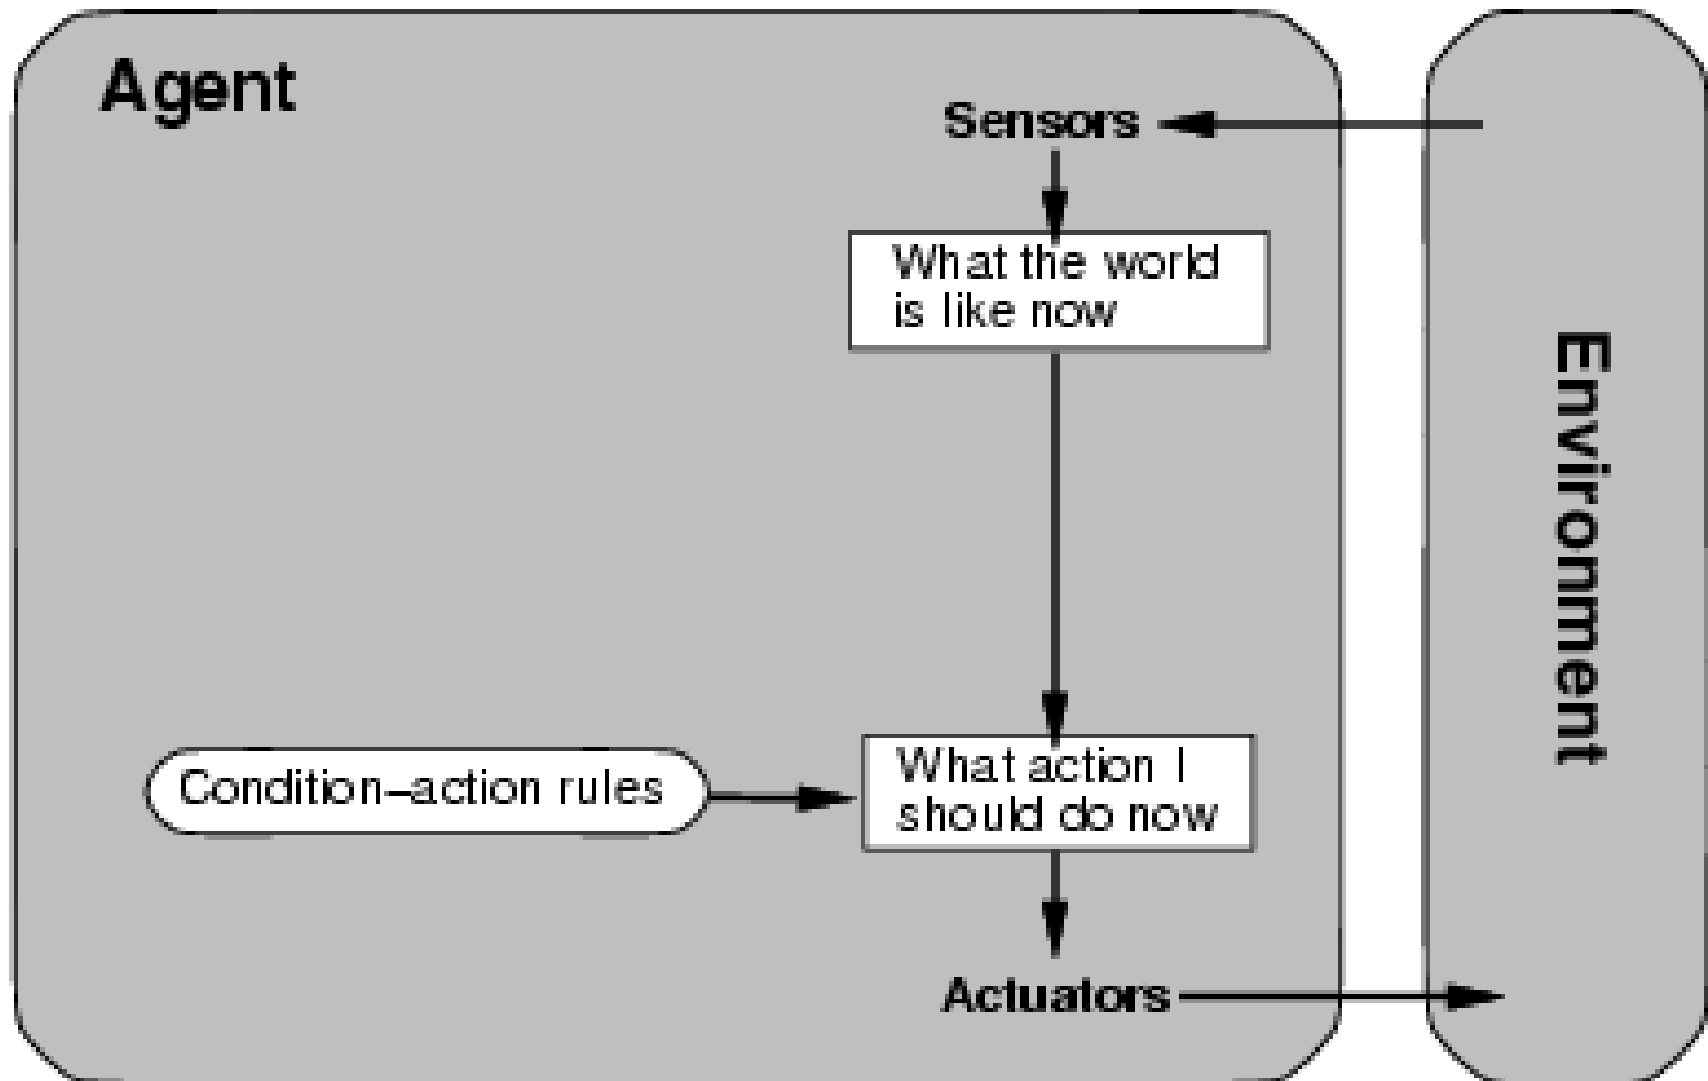 Agent
Sensors
What the world
is like now
Environment
Condition–action rules
What action I
should do now
Actuators